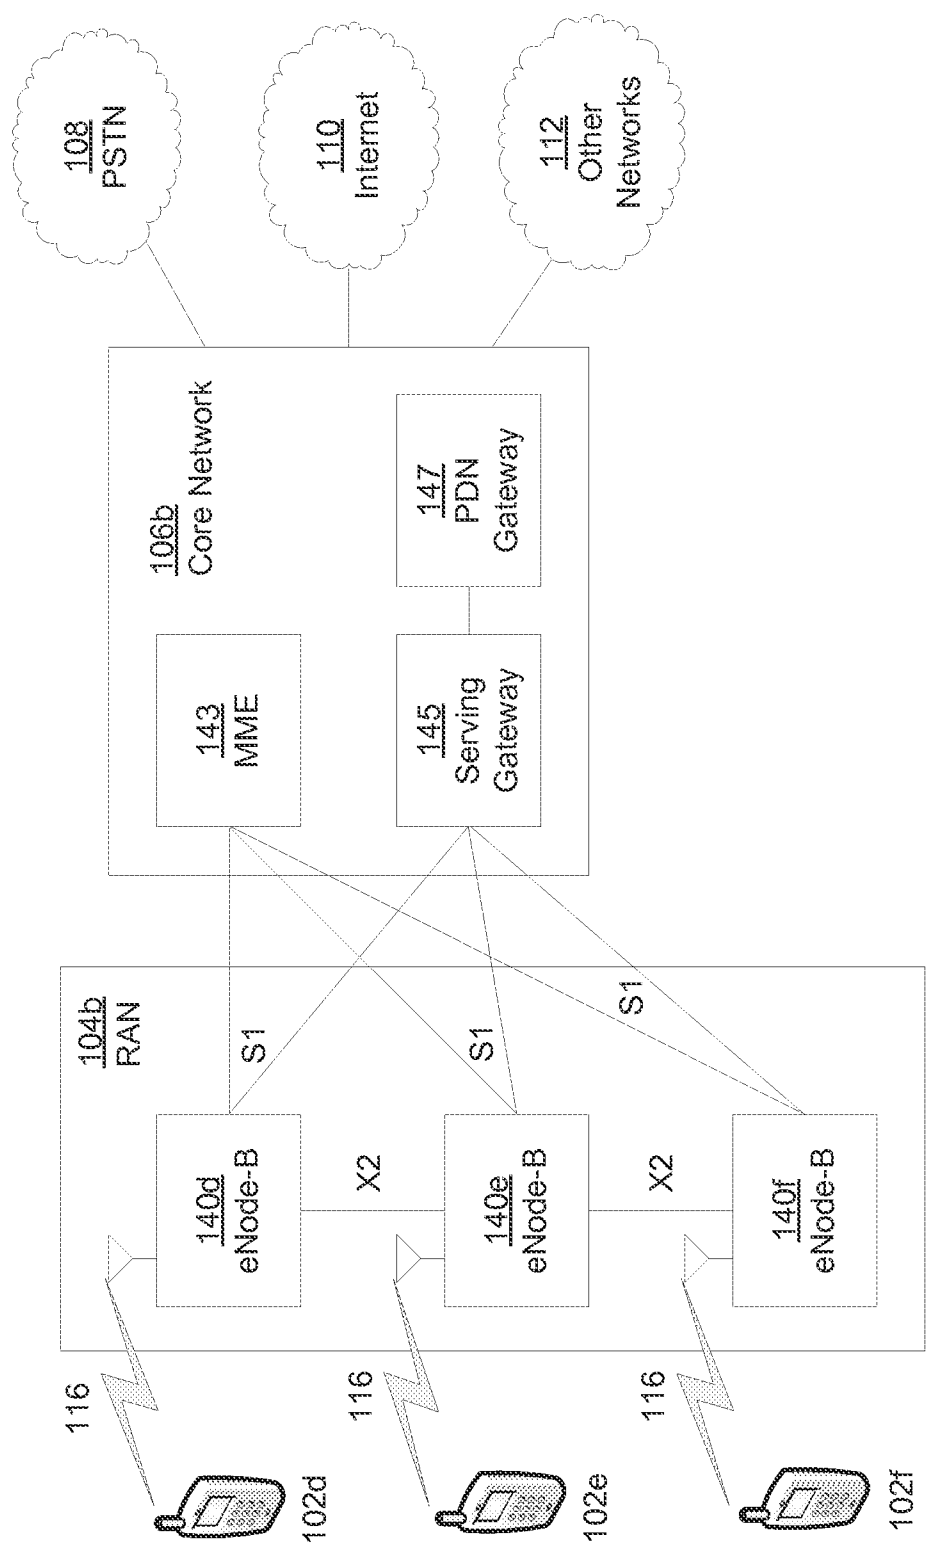 108
PSTN
110
Internet
112
Other
Networks
106b
Core Network
143
MME
145
Serving
Gateway
147
PDN
Gateway
104b
RAN
S1
S1
S1
140d
eNode-B
X2
140e
eNode-B
X2
140f
eNode-B
116
116
116
102d
102e
102f